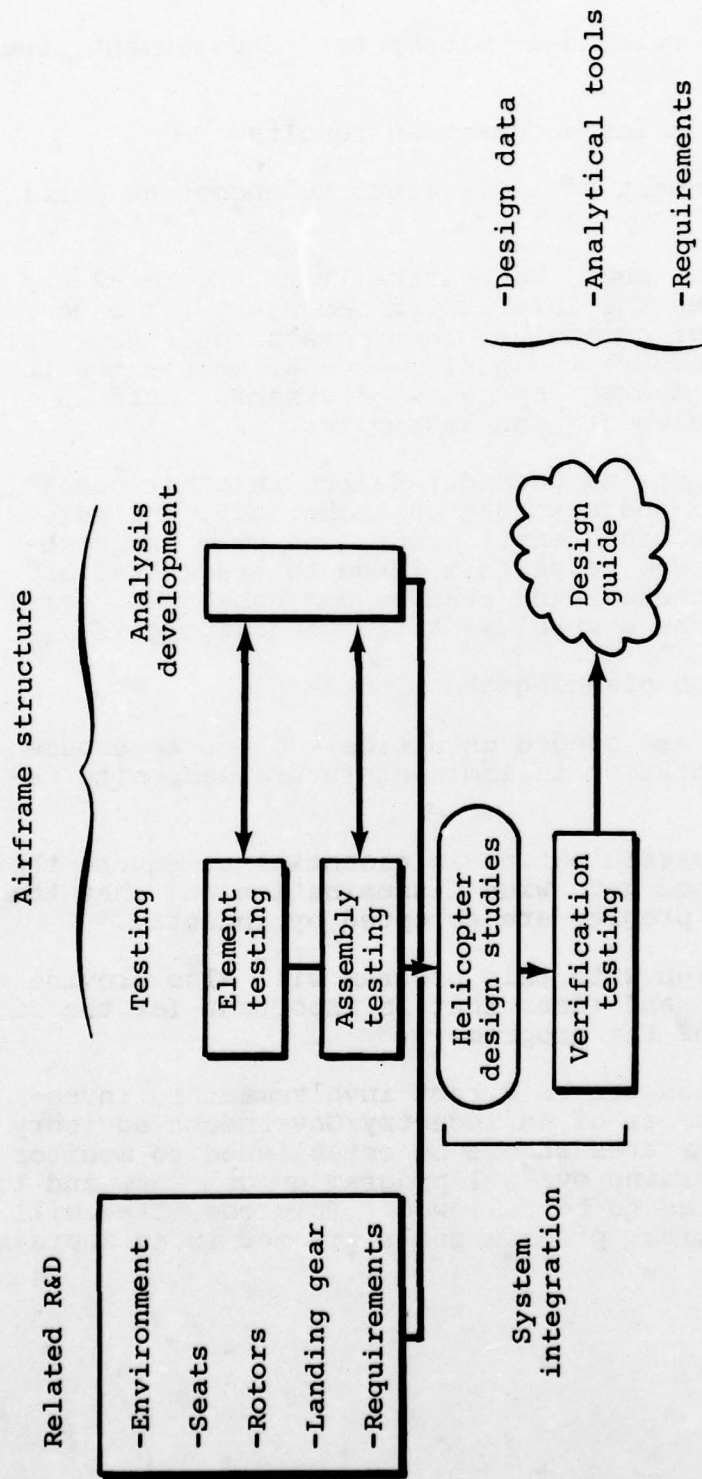 Airframe structure
Related R&D
-Environment
-Seats
-Rotors
-Landing gear
-Requirements
Testing
Analysis
development
Element
testing
Assembly
testing
System
integration
Helicopter
design studies
Verification
testing
Design
guide
-Design data
-Analytical tools
-Requirements